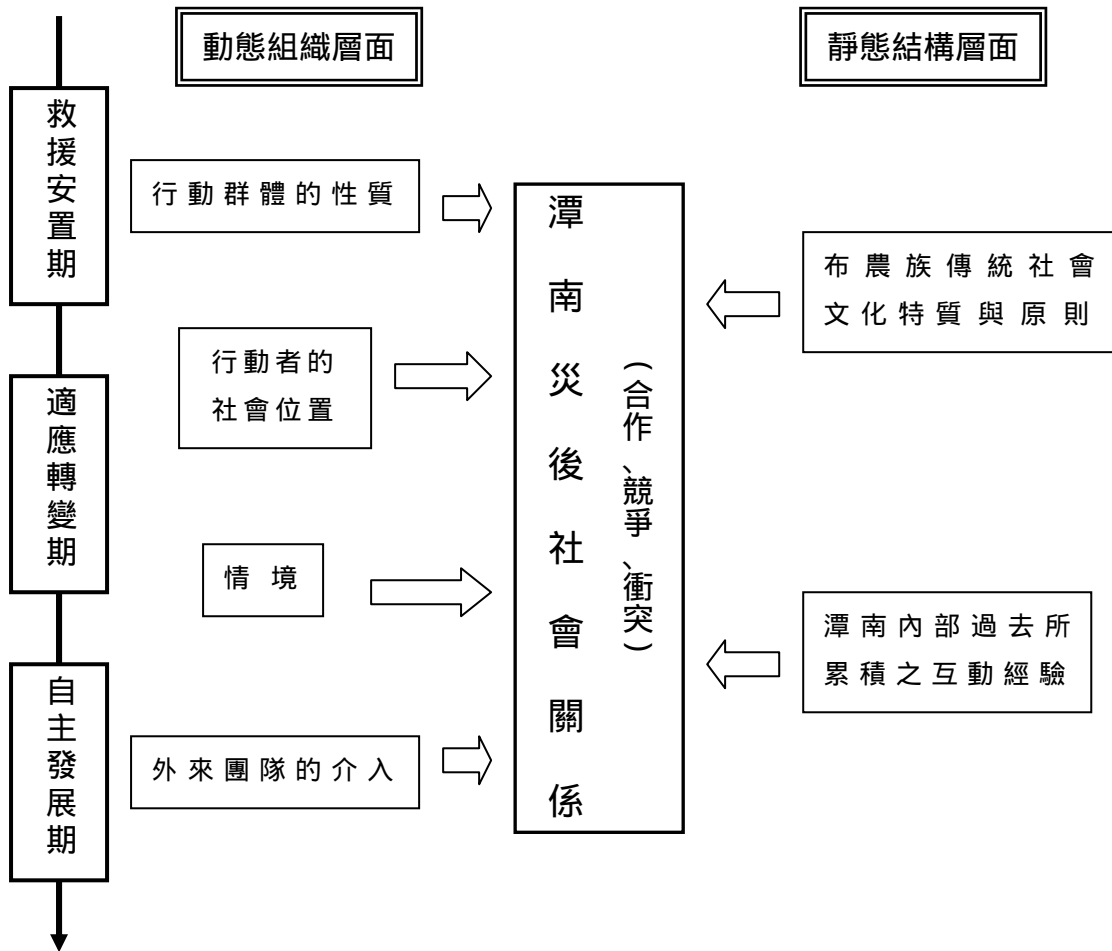 動態組織層面
靜態結構層面
救援安置期
適應轉變期
自主發展期
行動群體的性質
行動者的
社會位置
情境
外來團隊的介入
潭南災後社會關係
（合作、競爭、衝突）
布農族傳統社會
文化特質與原則
潭南內部過去所
累積之互動經驗